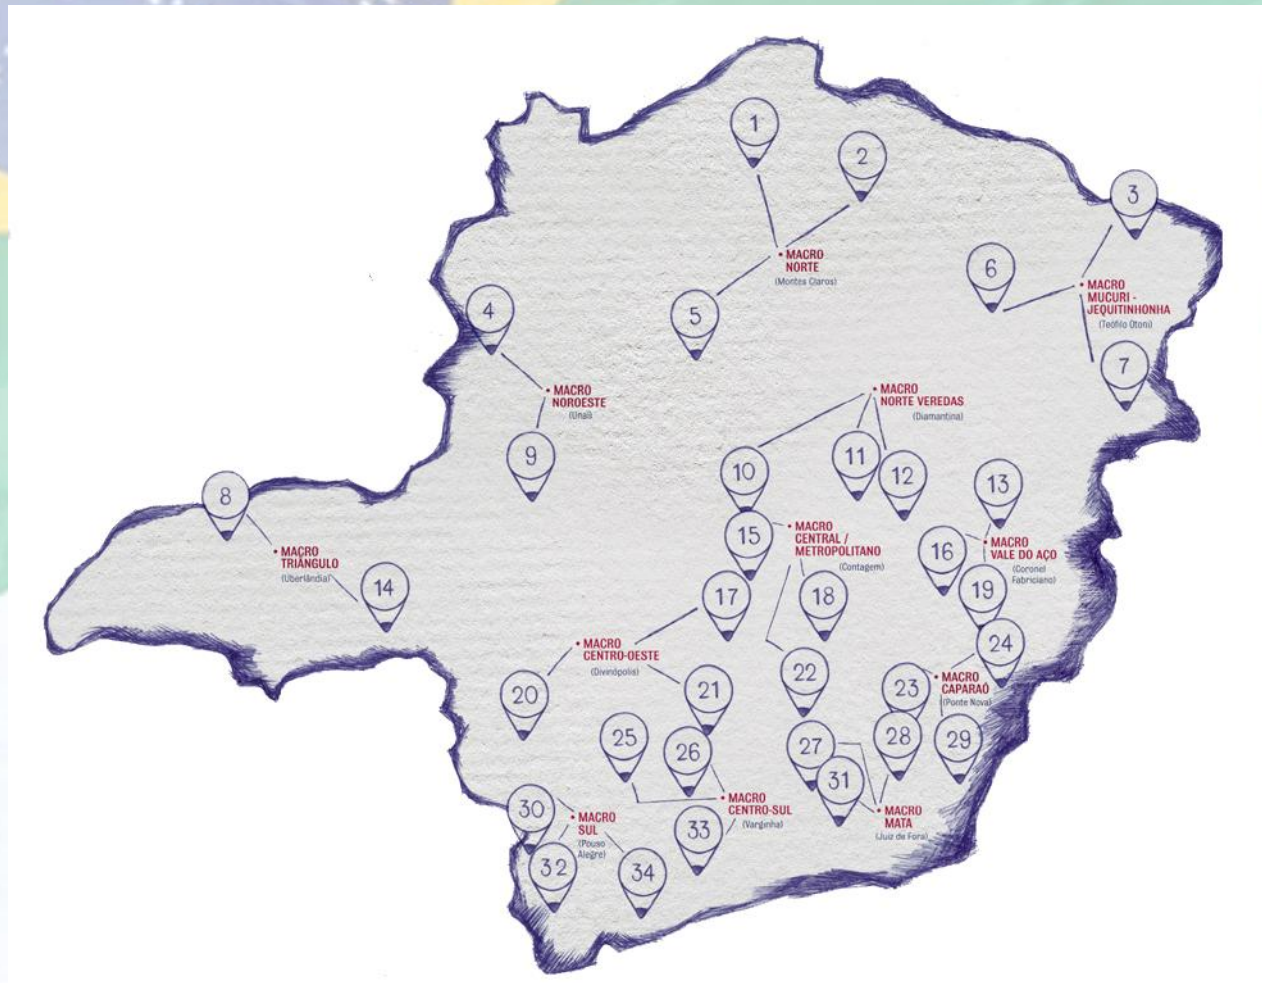 1
2
3
• MACRO
NORTE
(Montes Claros)
6
• MACRO
MUCURI -
JEQUITINHONHA
(Teófilo Otoni)
4
5
7
• MACRO
NOROESTE
(Unaí)
• MACRO
NORTE VEREDAS
(Diamantina)
9
10
11
12
13
8
• MACRO
TRIÂNGULO
(Uberlândia)
14
15
• MACRO
CENTRAL /
METROPOLITANO
(Contagem)
16
• MACRO
VALE DO AÇO
(Coronel
Fabriciano)
17
18
19
• MACRO
CENTRO-OESTE
(Divinópolis)
20
21
22
23
24
• MACRO
CAPARAÓ
(Ponte Nova)
25
26
27
28
29
31
• MACRO
CENTRO-SUL
(Varginha)
• MACRO
MATA
(Juiz de Fora)
30
• MACRO
SUL
(Pouso
Alegre)
32
33
34